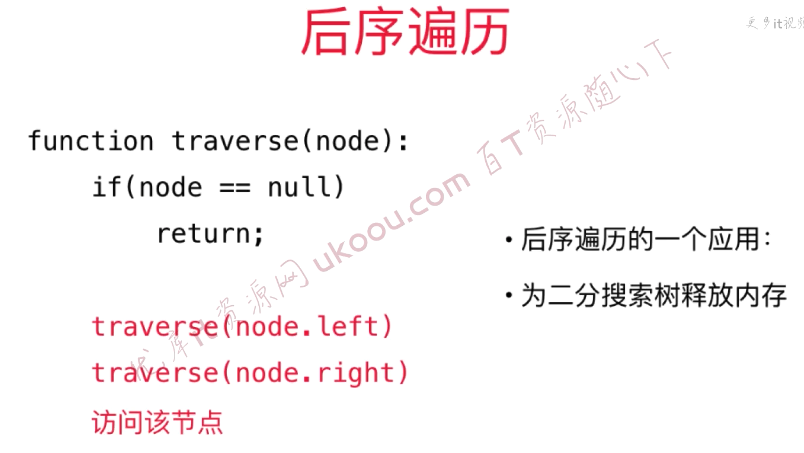 后序遍历
更多it视频
function traverse(node):
if(node == null)
return;
traverse(node.left)
traverse(node.right)
访问该节点
• 后序遍历的一个应用：
• 为二分搜索树释放内存
优库it资源网 ukoou.com 百T资源随心下